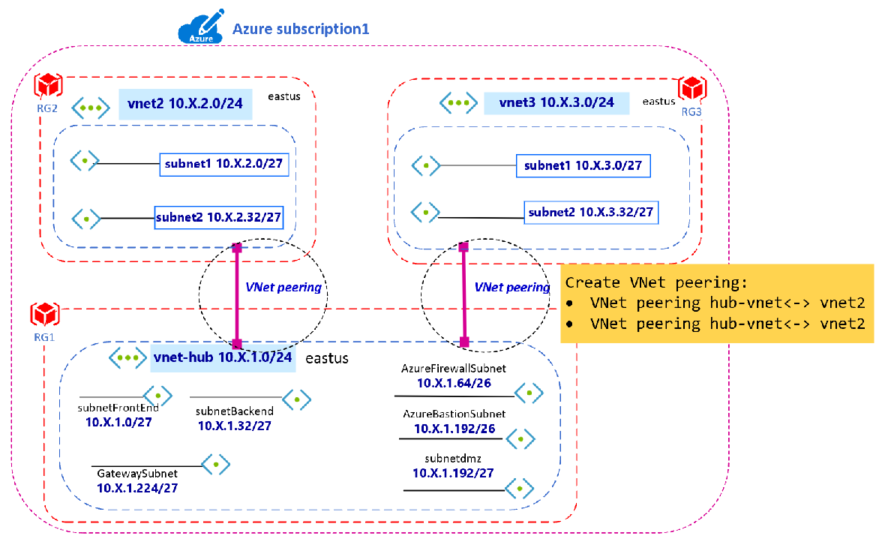 Azure
Azure subscription1
RG2
vnet2 10.X.2.0/24
eastus
subnet1 10.X.2.0/27
subnet2 10.X.2.32/27
vnet3 10.X.3.0/24
eastus
RG3
subnet1 10.X.3.0/27
subnet2 10.X.3.32/27
VNet peering
VNet peering
Create VNet peering:
• VNet peering hub-vnet<-> vnet2
• VNet peering hub-vnet<-> vnet2
RG1
vnet-hub 10.X.1.0/24
eastus
subnetFrontEnd
10.X.1.0/27
subnetBackend
10.X.1.32/27
GatewaySubnet
10.X.1.224/27
AzureFirewallSubnet
10.X.1.64/26
AzureBastionSubnet
10.X.1.192/26
subnetdmz
10.X.1.192/27